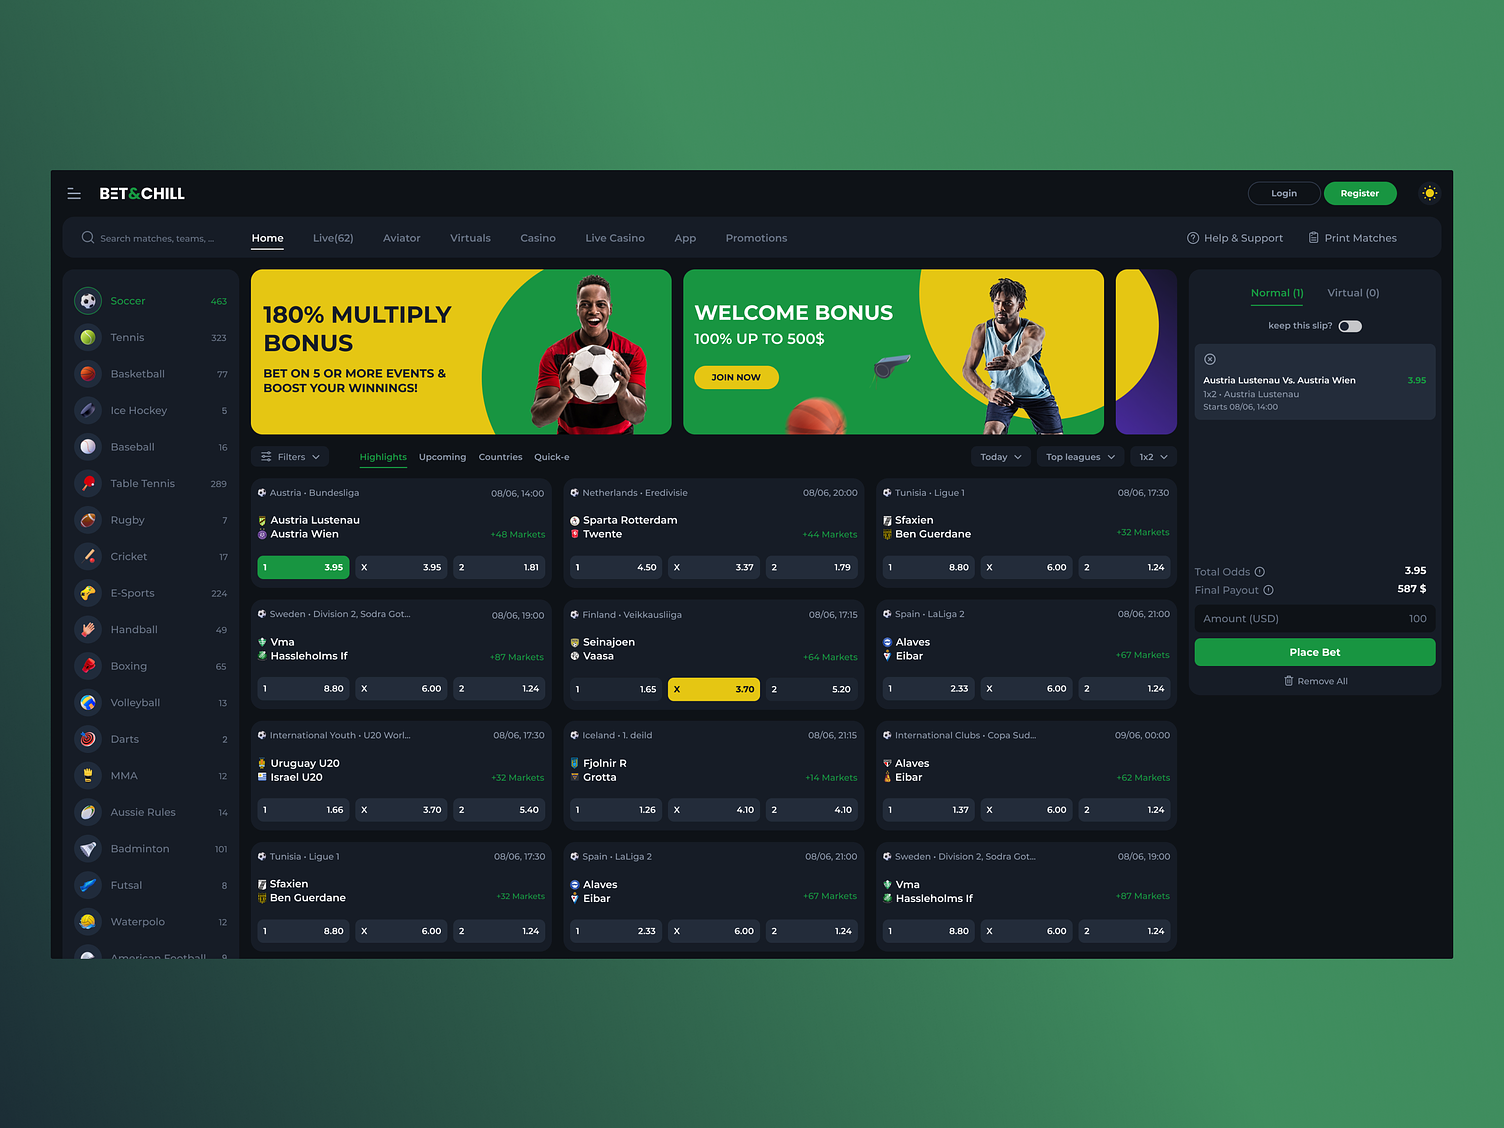 BET&CHILL
Login
Register
Search matches, teams, ...
Home
Live(62)
Aviator
Virtuals
Casino
Live Casino
App
Promotions
Help & Support
Print Matches
Soccer 463
Tennis 323
Basketball 77
Ice Hockey 5
Baseball 16
Table Tennis 289
Rugby 7
Cricket 17
E-Sports 224
Handball 49
Boxing 65
Volleyball 13
Darts 2
MMA 12
Aussie Rules 14
Badminton 101
Futsal 8
Waterpolo 12
American Football 9
180% MULTIPLY
BONUS
BET ON 5 OR MORE EVENTS &
BOOST YOUR WINNINGS!
WELCOME BONUS
100% UP TO 500$
JOIN NOW
Filters
Highlights
Upcoming
Countries
Quick-e
Today
Top leagues
1x2
Austria • Bundesliga 08/06, 14:00
Austria Lustenau
Austria Wien +48 Markets
1 3.95 X 3.95 2 1.81
Netherlands • Eredivisie 08/06, 20:00
Sparta Rotterdam
Twente +44 Markets
1 4.50 X 3.37 2 1.79
Tunisia • Ligue 1 08/06, 17:30
Sfaxien
Ben Guerdane +32 Markets
1 8.80 X 6.00 2 1.24
Sweden • Division 2, Sodra Got... 08/06, 19:00
Vma
Hassleholms If +87 Markets
1 8.80 X 6.00 2 1.24
Finland • Veikkausliiga 08/06, 17:15
Seinajoen
Vaasa +64 Markets
1 1.65 X 3.70 2 5.20
Spain • LaLiga 2 08/06, 21:00
Alaves
Eibar +67 Markets
1 2.33 X 6.00 2 1.24
International Youth • U20 Worl... 08/06, 17:30
Uruguay U20
Israel U20 +32 Markets
1 1.66 X 3.70 2 5.40
Iceland • 1. deild 08/06, 21:15
Fjolnir R
Grotta +14 Markets
1 1.26 X 4.10 2 4.10
International Clubs • Copa Sud... 09/06, 00:00
Alaves
Eibar +62 Markets
1 1.37 X 6.00 2 1.24
Tunisia • Ligue 1 08/06, 17:30
Sfaxien
Ben Guerdane +32 Markets
1 8.80 X 6.00 2 1.24
Spain • LaLiga 2 08/06, 21:00
Alaves
Eibar +67 Markets
1 2.33 X 6.00 2 1.24
Sweden • Division 2, Sodra Got... 08/06, 19:00
Vma
Hassleholms If +87 Markets
1 8.80 X 6.00 2 1.24
Normal (1)
Virtual (0)
keep this slip?
Austria Lustenau Vs. Austria Wien 3.95
1x2 • Austria Lustenau
Starts 08/06, 14:00
Total Odds 3.95
Final Payout 587 $
Amount (USD) 100
Place Bet
Remove All